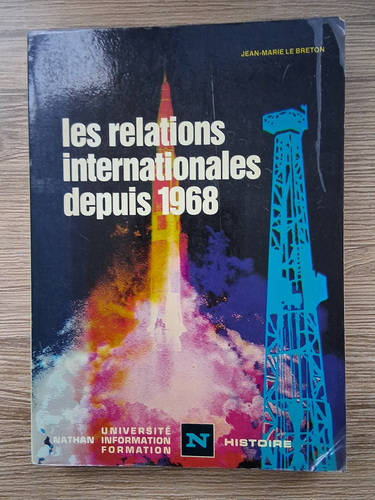 JEAN-MARIE LE BRETON
les relations
internationales
depuis 1968
UNIVERSITÉ
NATHAN INFORMATION
FORMATION
N
HISTOIRE